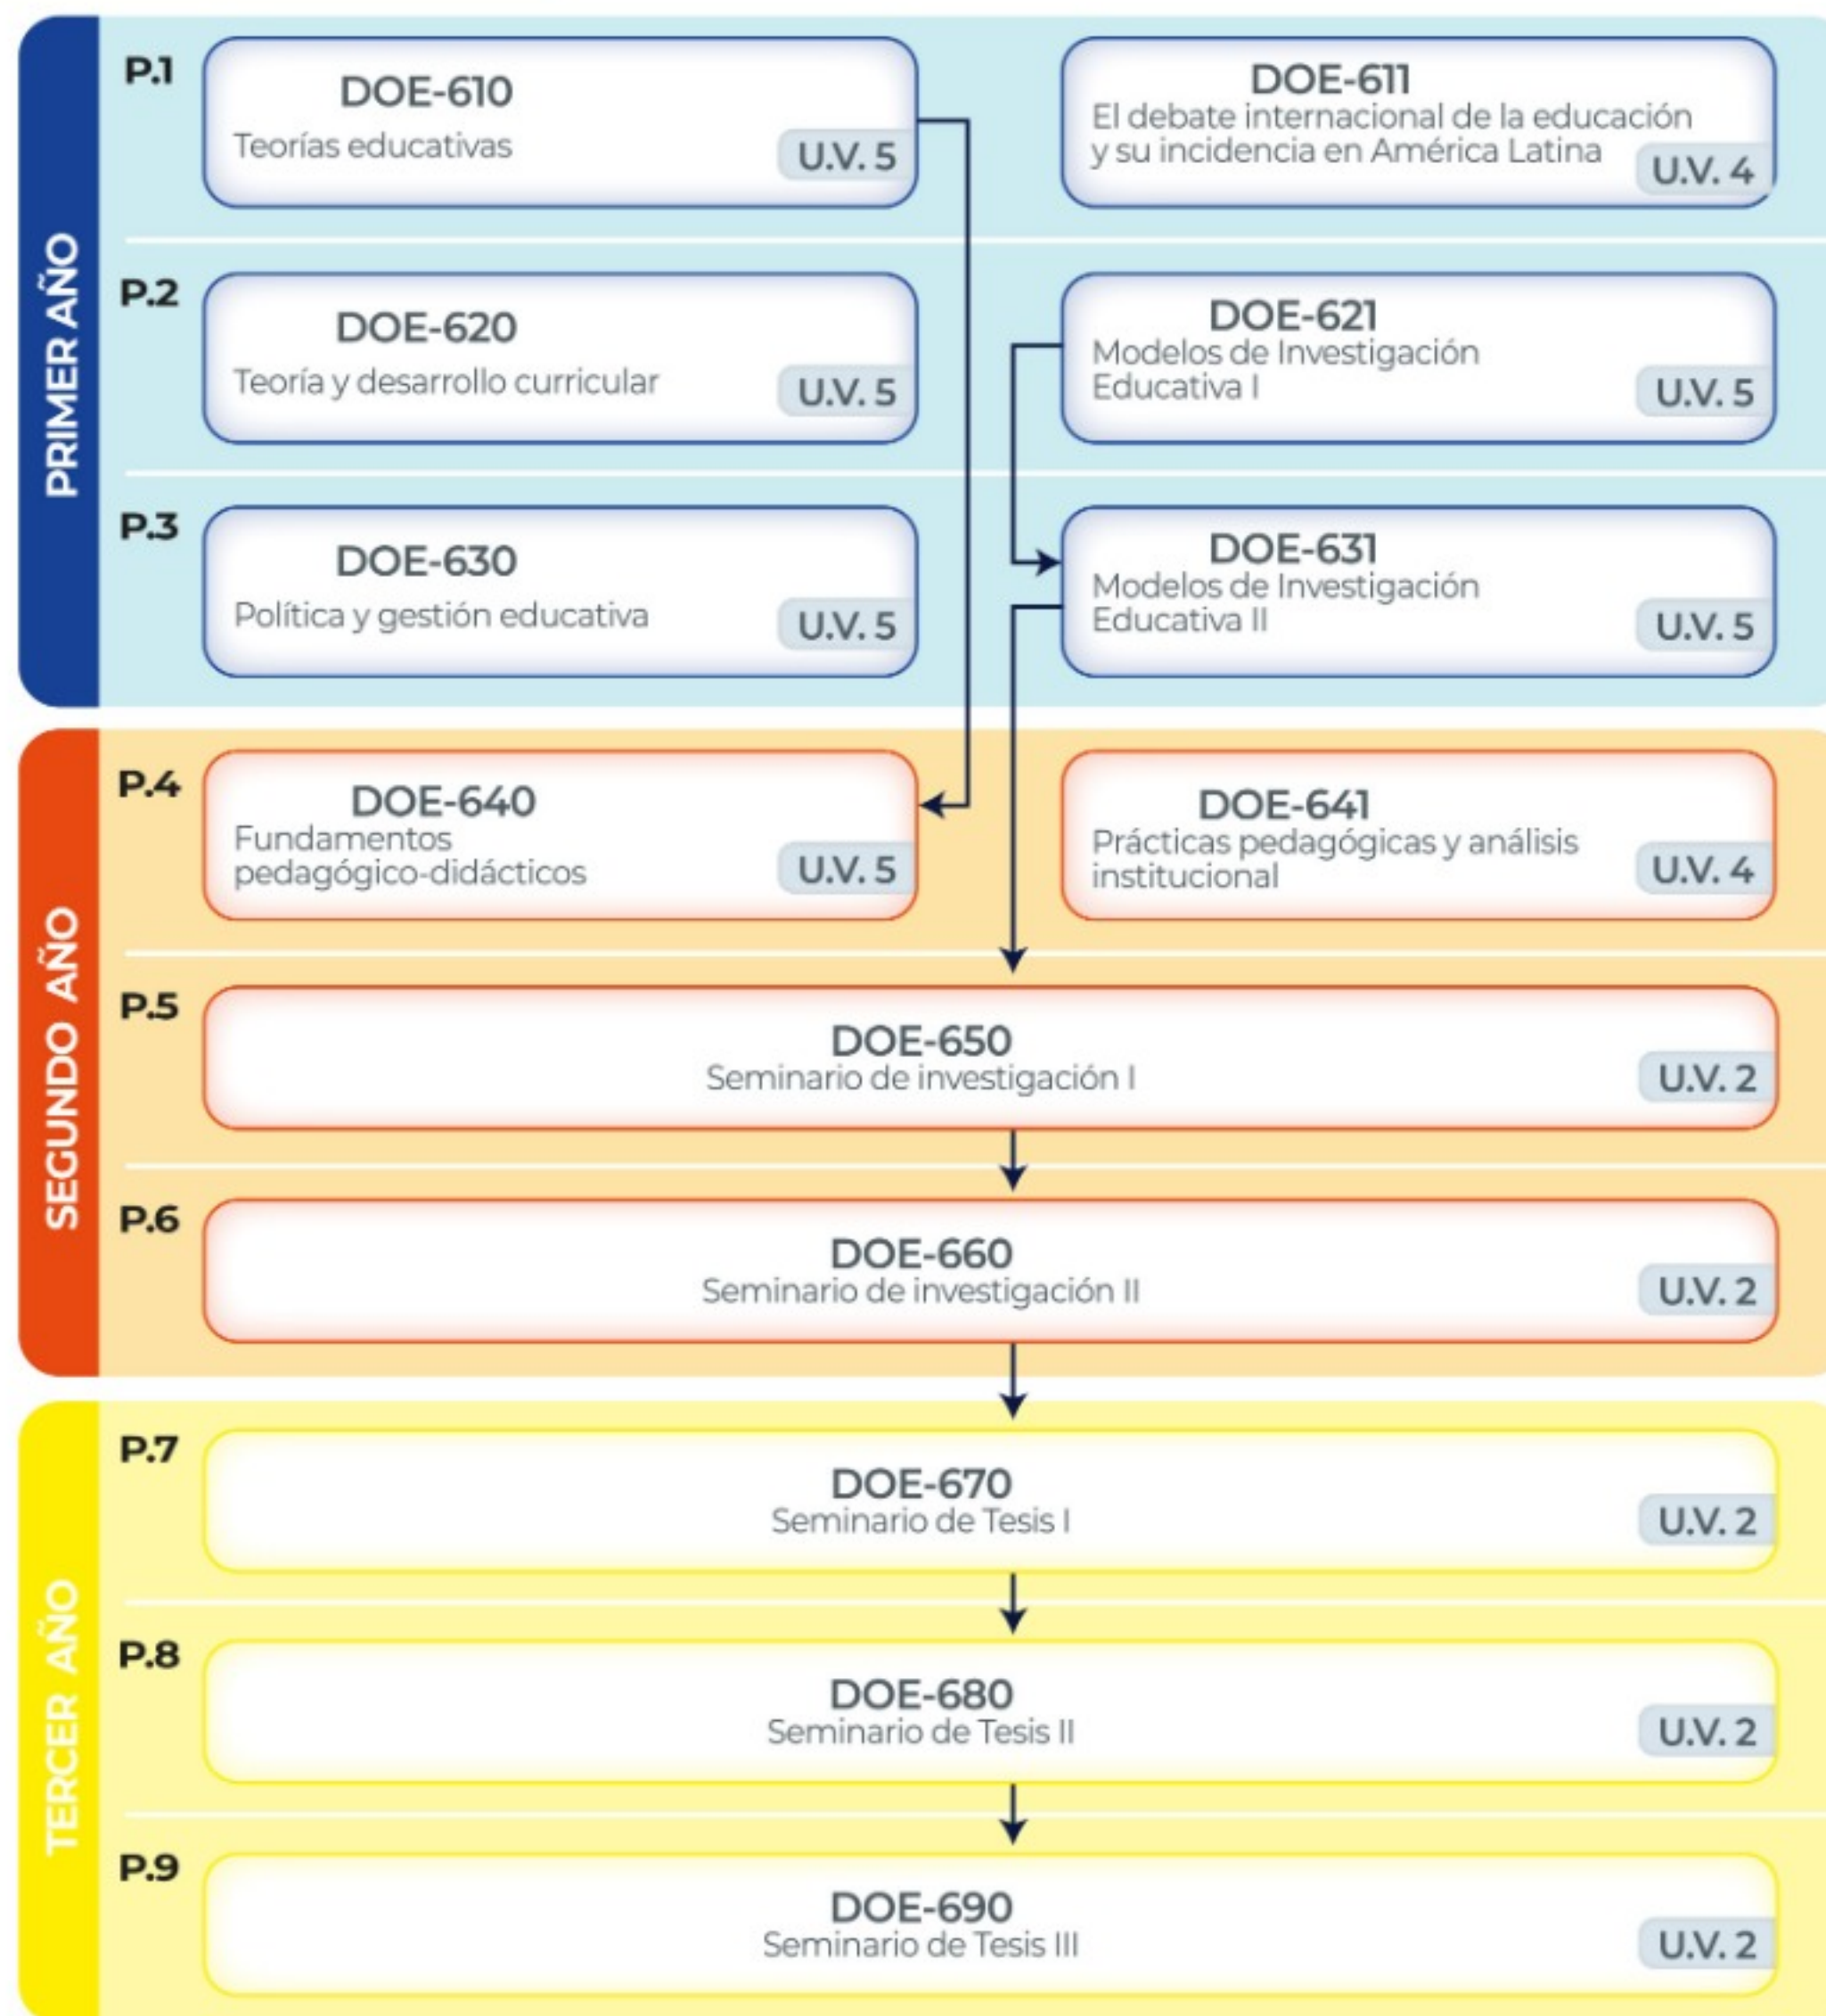 PRIMER AÑO
P.1
DOE-610
Teorías educativas
U.V. 5
DOE-611
El debate internacional de la educación
y su incidencia en América Latina
U.V. 4
P.2
DOE-620
Teoría y desarrollo curricular
U.V. 5
DOE-621
Modelos de Investigación
Educativa I
U.V. 5
P.3
DOE-630
Política y gestión educativa
U.V. 5
DOE-631
Modelos de Investigación
Educativa II
U.V. 5
SEGUNDO AÑO
P.4
DOE-640
Fundamentos
pedagógico-didácticos
U.V. 5
DOE-641
Prácticas pedagógicas y análisis
institucional
U.V. 4
P.5
DOE-650
Seminario de investigación I
U.V. 2
P.6
DOE-660
Seminario de investigación II
U.V. 2
TERCER AÑO
P.7
DOE-670
Seminario de Tesis I
U.V. 2
P.8
DOE-680
Seminario de Tesis II
U.V. 2
P.9
DOE-690
Seminario de Tesis III
U.V. 2